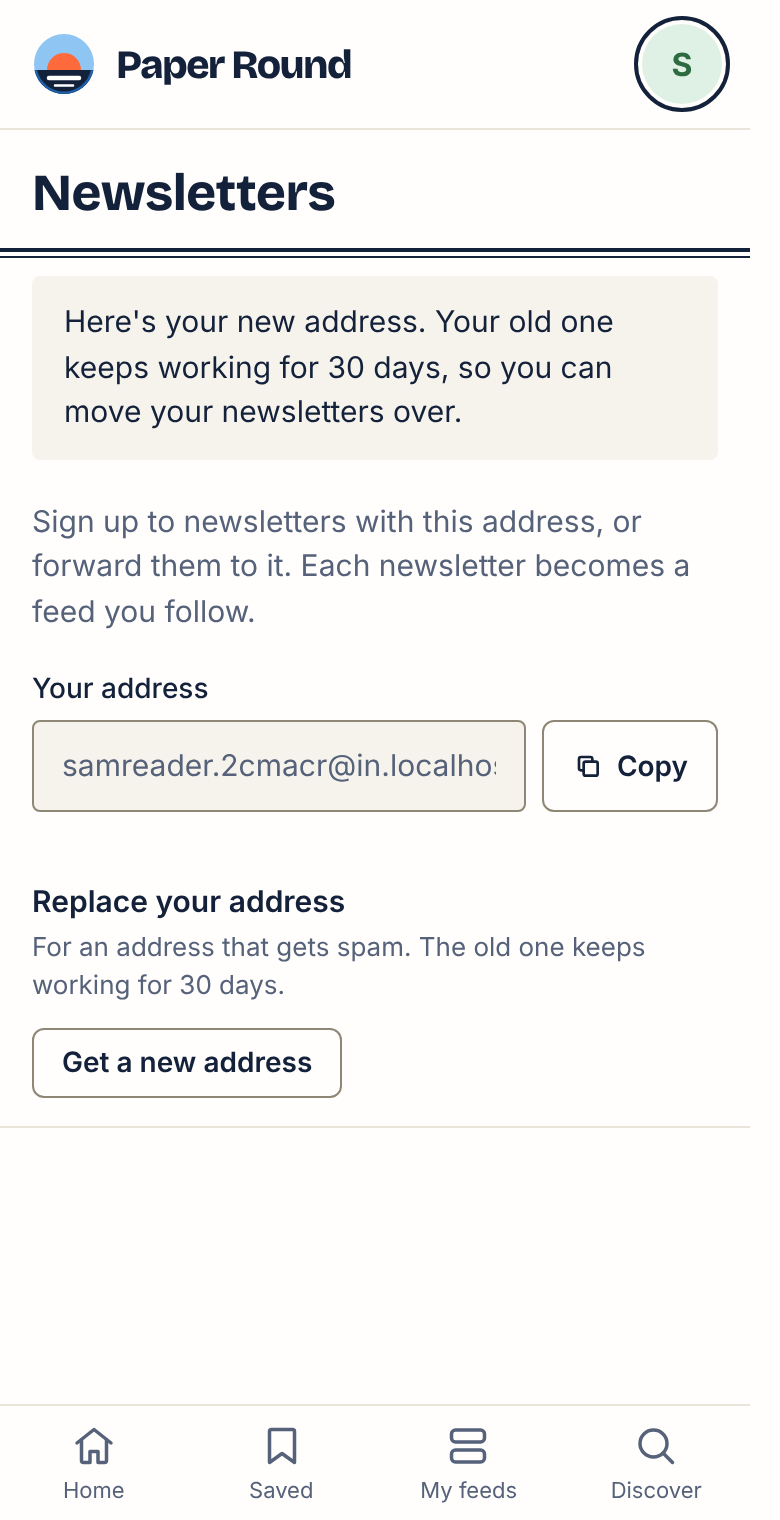 Paper Round
S
Newsletters
Here's your new address. Your old one
keeps working for 30 days, so you can
move your newsletters over.
Sign up to newsletters with this address, or
forward them to it. Each newsletter becomes a
feed you follow.
Your address
samreader.2cmacr@in.localhos
Copy
Replace your address
For an address that gets spam. The old one keeps
working for 30 days.
Get a new address
Home
Saved
My feeds
Discover